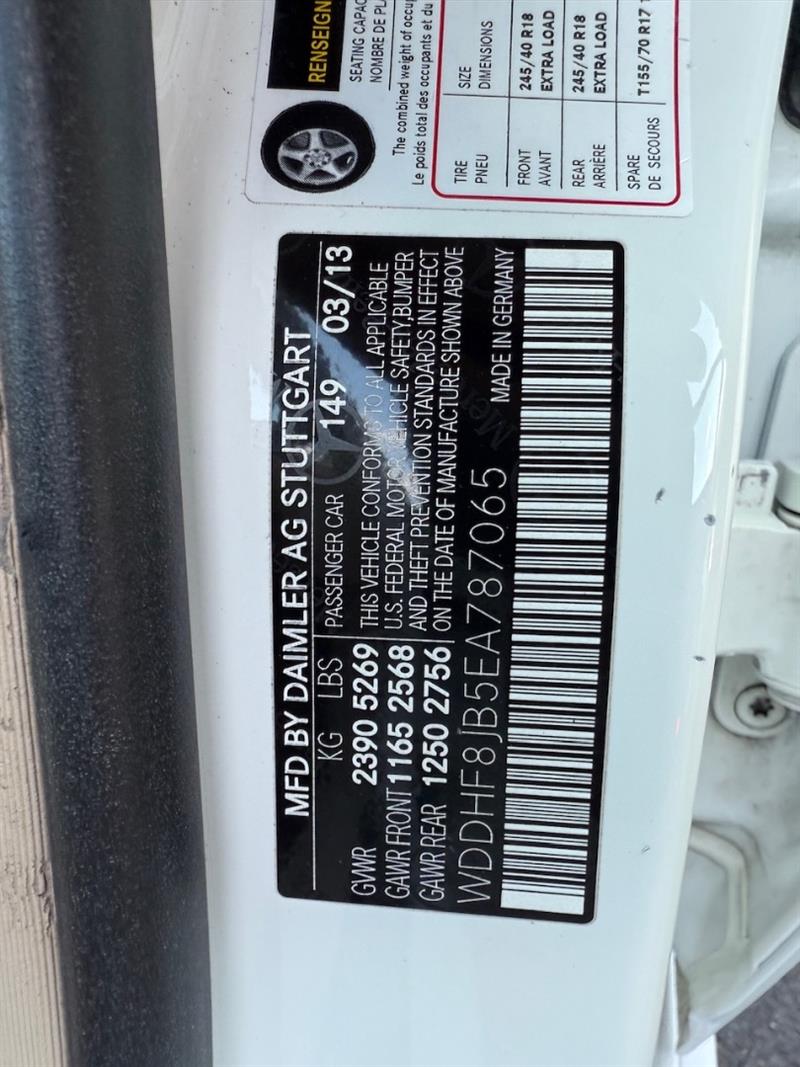 RENSEIGN
SEATING CAPAC
NOMBRE DE PL
The combined weight of occup
Le poids total des occupants et du
TIRE SIZE
PNEU DIMENSIONS
FRONT 245/40 R18
AVANT EXTRA LOAD
REAR 245/40 R18
ARRIÈRE EXTRA LOAD
SPARE T155/70 R17
DE SECOURS
MFD BY DAIMLER AG STUTTGART
KG LBS PASSENGER CAR 149 03/13
GVWR 2390 5269 THIS VEHICLE CONFORMS TO ALL APPLICABLE
U.S. FEDERAL MOTOR VEHICLE SAFETY,BUMPER
GAWR FRONT 1165 2568 AND THEFT PREVENTION STANDARDS IN EFFECT
GAWR REAR 1250 2756 ON THE DATE OF MANUFACTURE SHOWN ABOVE
WDDHF8JB5EA787065 MADE IN GERMANY